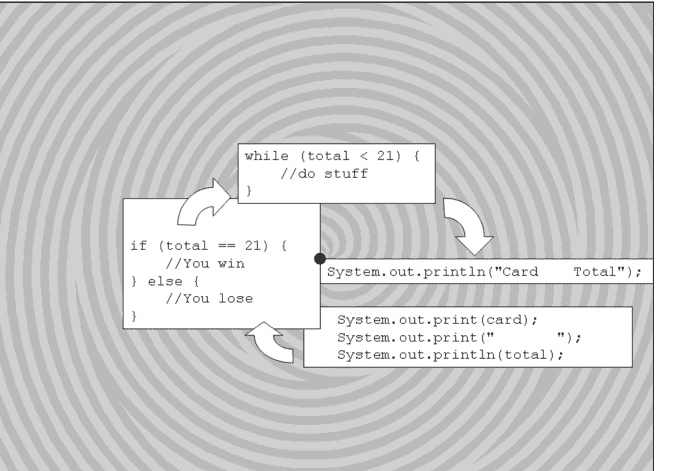 while (total < 21) {
    //do stuff
}
if (total == 21) {
    //You win
} else {
    //You lose
}
System.out.println("Card    Total");
System.out.print(card);
System.out.print("       ");
System.out.println(total);